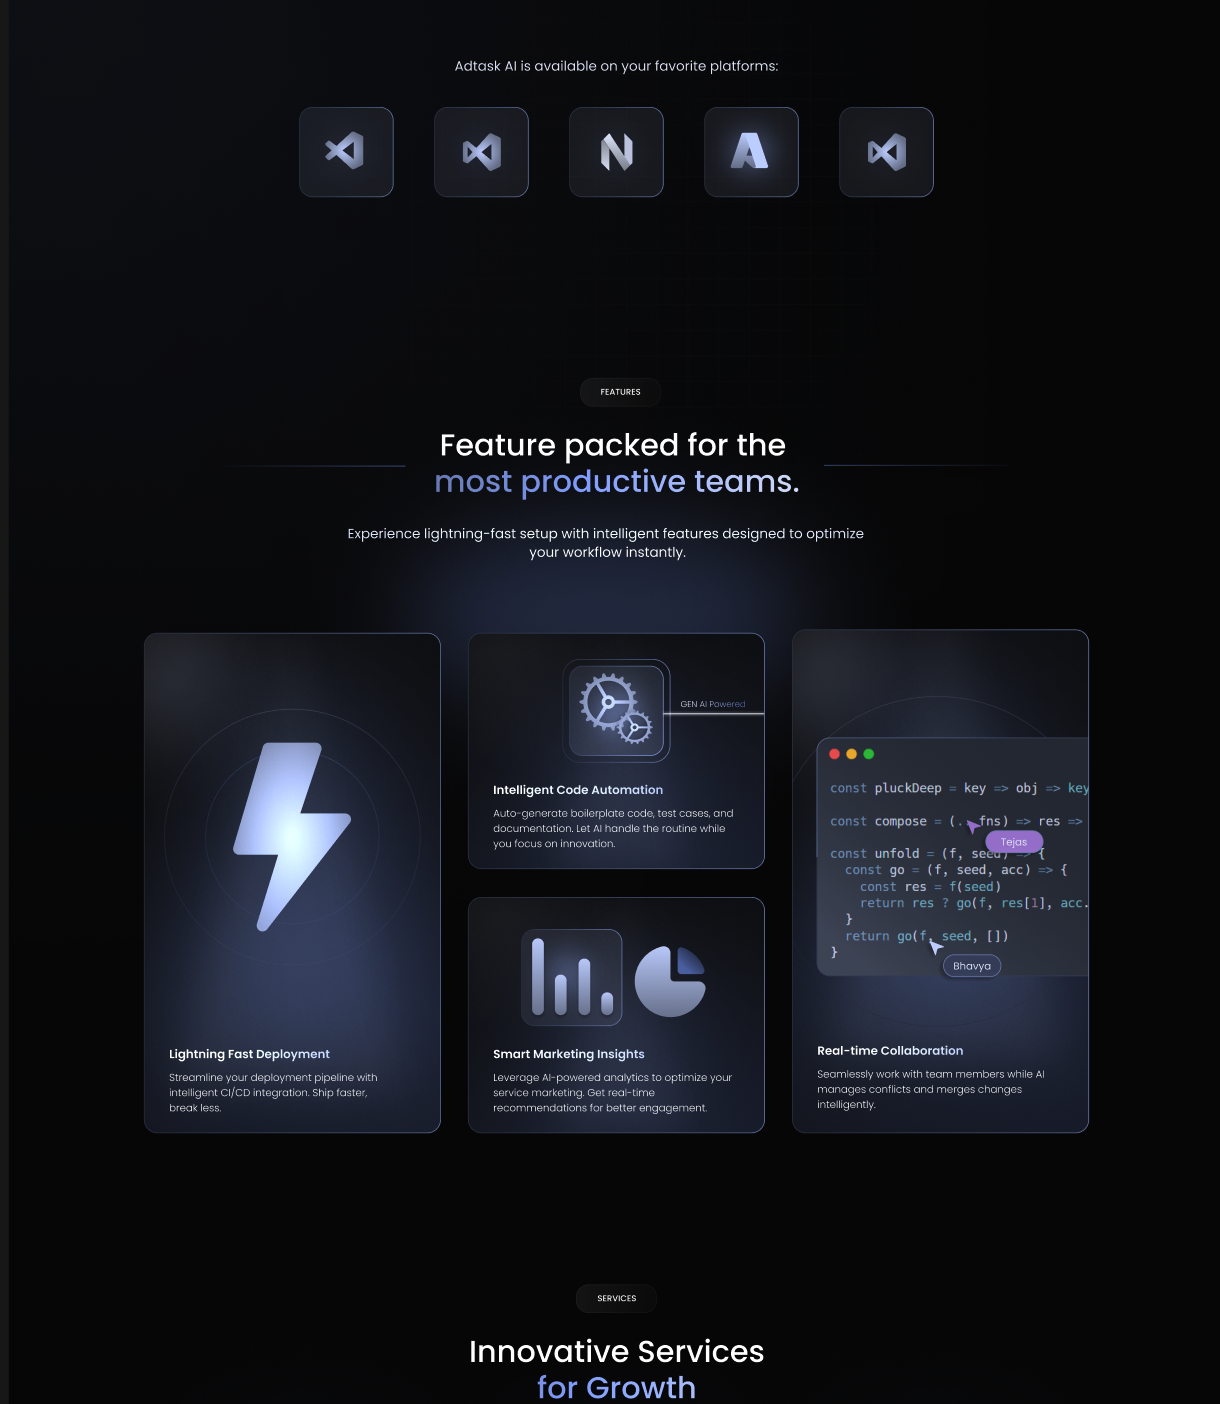 Adtask AI is available on your favorite platforms:
FEATURES
Feature packed for the
most productive teams.
Experience lightning-fast setup with intelligent features designed to optimize
your workflow instantly.
Lightning Fast Deployment
Streamline your deployment pipeline with
intelligent CI/CD integration. Ship faster,
break less.
GEN AI Powered
Intelligent Code Automation
Auto-generate boilerplate code, test cases, and
documentation. Let AI handle the routine while
you focus on innovation.
Smart Marketing Insights
Leverage AI-powered analytics to optimize your
service marketing. Get real-time
recommendations for better engagement.
const pluckDeep = key => obj => key
const compose = (. fns) => res =>
Tejas
const unfold = (f, seed) => {
const go = (f, seed, acc) => {
const res = f(seed)
return res ? go(f, res[1], acc.
}
return go(f, seed, [])
}
Bhavya
Real-time Collaboration
Seamlessly work with team members while AI
manages conflicts and merges changes
intelligently.
SERVICES
Innovative Services
for Growth